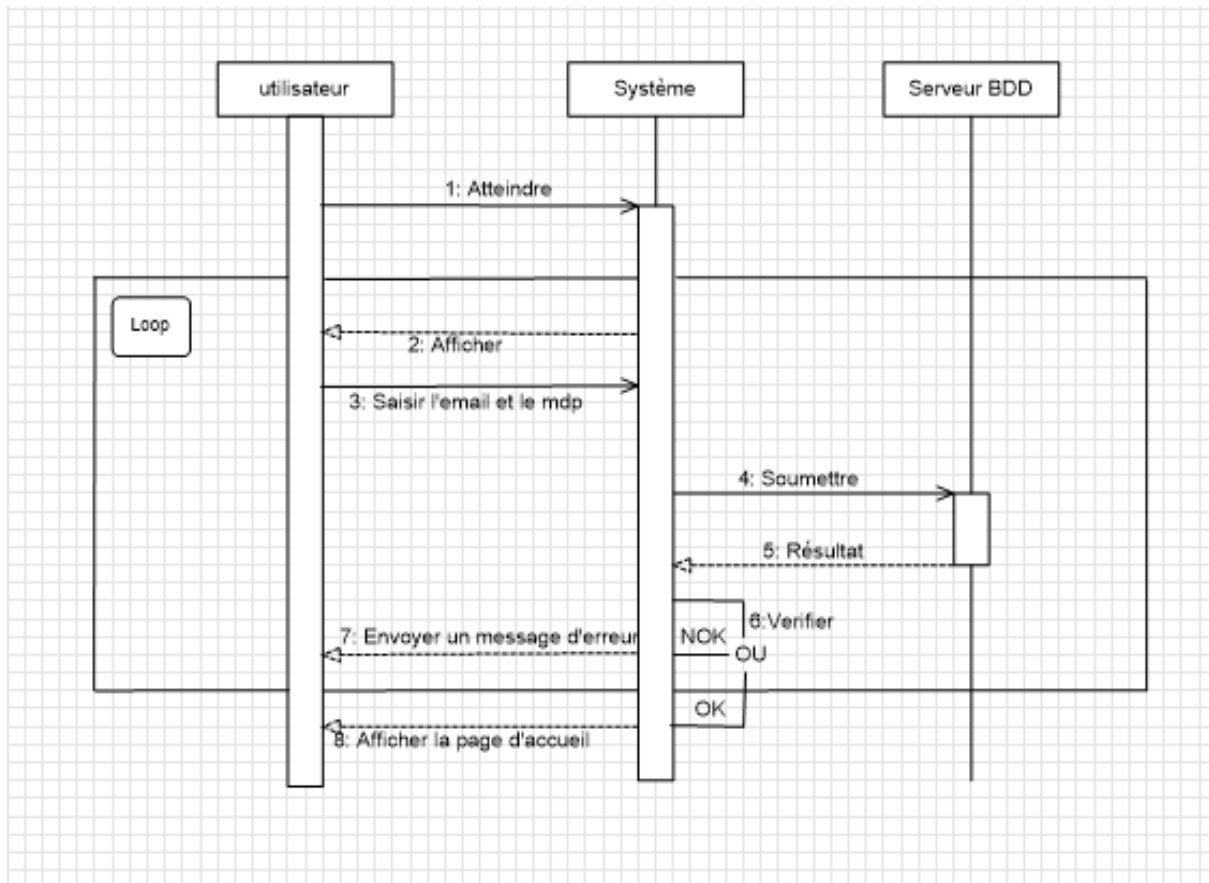 utilisateur
Système
Serveur BDD
1: Atteindre
Loop
2: Afficher
3: Saisir l'email et le mdp
4: Soumettre
5: Résultat
6:Verifier
7: Envoyer un message d'erreur
NOK
OU
OK
8: Afficher la page d'accueil